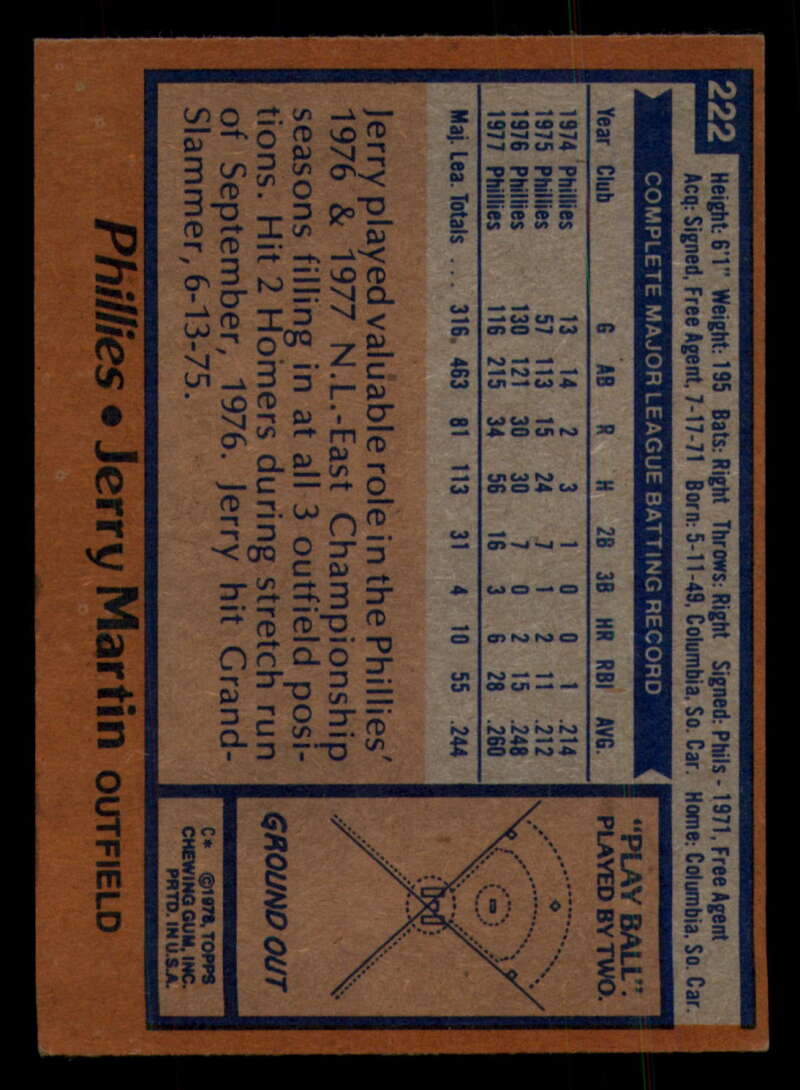 222
Height: 6'1" Weight: 195 Bats: Right Throws: Right Signed: Phils - 1971, Free Agent
Acq: Signed, Free Agent, 7-17-71 Born: 5-11-49, Columbia, So. Car. Home: Columbia, So. Car.
COMPLETE MAJOR LEAGUE BATTING RECORD
Year Club G AB R H 2B 3B HR RBI AVG.
1974 Phillies 13 14 2 3 1 0 0 1 .214
1975 Phillies 57 113 15 24 7 1 2 11 .212
1976 Phillies 130 121 30 30 7 0 2 15 .248
1977 Phillies 116 215 34 56 16 3 6 28 .260
Maj. Lea. Totals ... 316 463 81 113 31 4 10 55 .244
Jerry played valuable role in the Phillies'
1976 & 1977 N.L.-East Championship
seasons filling in at all 3 outfield posi-
tions. Hit 2 Homers during stretch run
of September, 1976. Jerry hit Grand-
Slammer, 6-13-75.
"PLAY BALL":
PLAYED BY TWO.
GROUND OUT
C* ©1978, TOPPS
CHEWING GUM, INC.
PRTD. IN U.S.A.
Phillies • Jerry Martin OUTFIELD